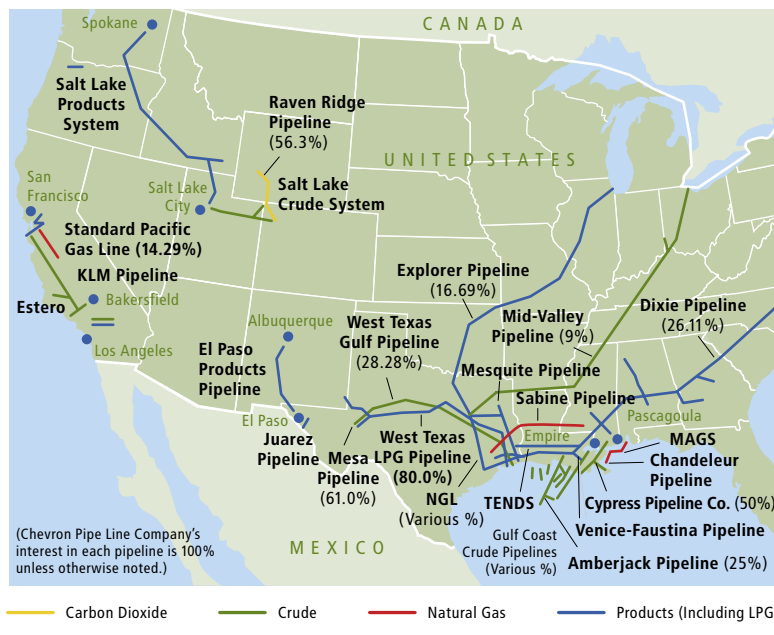 CANADA
Spokane
Salt Lake
Products
System
Raven Ridge
Pipeline
(56.3%)
UNITED STATES
San
Francisco
Salt Lake
City
Salt Lake
Crude System
Standard Pacific
Gas Line (14.29%)
KLM Pipeline
Explorer Pipeline
(16.69%)
Estero
Bakersfield
Mid-Valley
Pipeline (9%)
Dixie Pipeline
(26.11%)
Albuquerque
West Texas
Gulf Pipeline
(28.28%)
Los Angeles
El Paso
Products
Pipeline
Mesquite Pipeline
Sabine Pipeline
Pascagoula
El Paso
Empire
Juarez
Pipeline
Mesa
Pipeline
(61.0%)
West Texas
LPG Pipeline
(80.0%)
MAGS
Chandeleur
Pipeline
NGL
(Various %)
TENDS
Cypress Pipeline Co. (50%)
Venice-Faustina Pipeline
Gulf Coast
Crude Pipelines
(Various %)
Amberjack Pipeline (25%)
(Chevron Pipe Line Company's
interest in each pipeline is 100%
unless otherwise noted.)
MEXICO
Carbon Dioxide
Crude
Natural Gas
Products (Including LPG